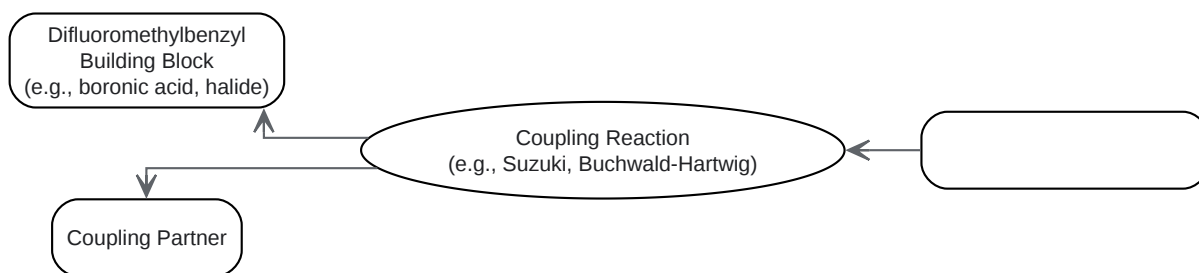 Difluoromethylbenzyl
Building Block
(e.g., boronic acid, halide)
Coupling Reaction
(e.g., Suzuki, Buchwald-Hartwig)
Coupling Partner